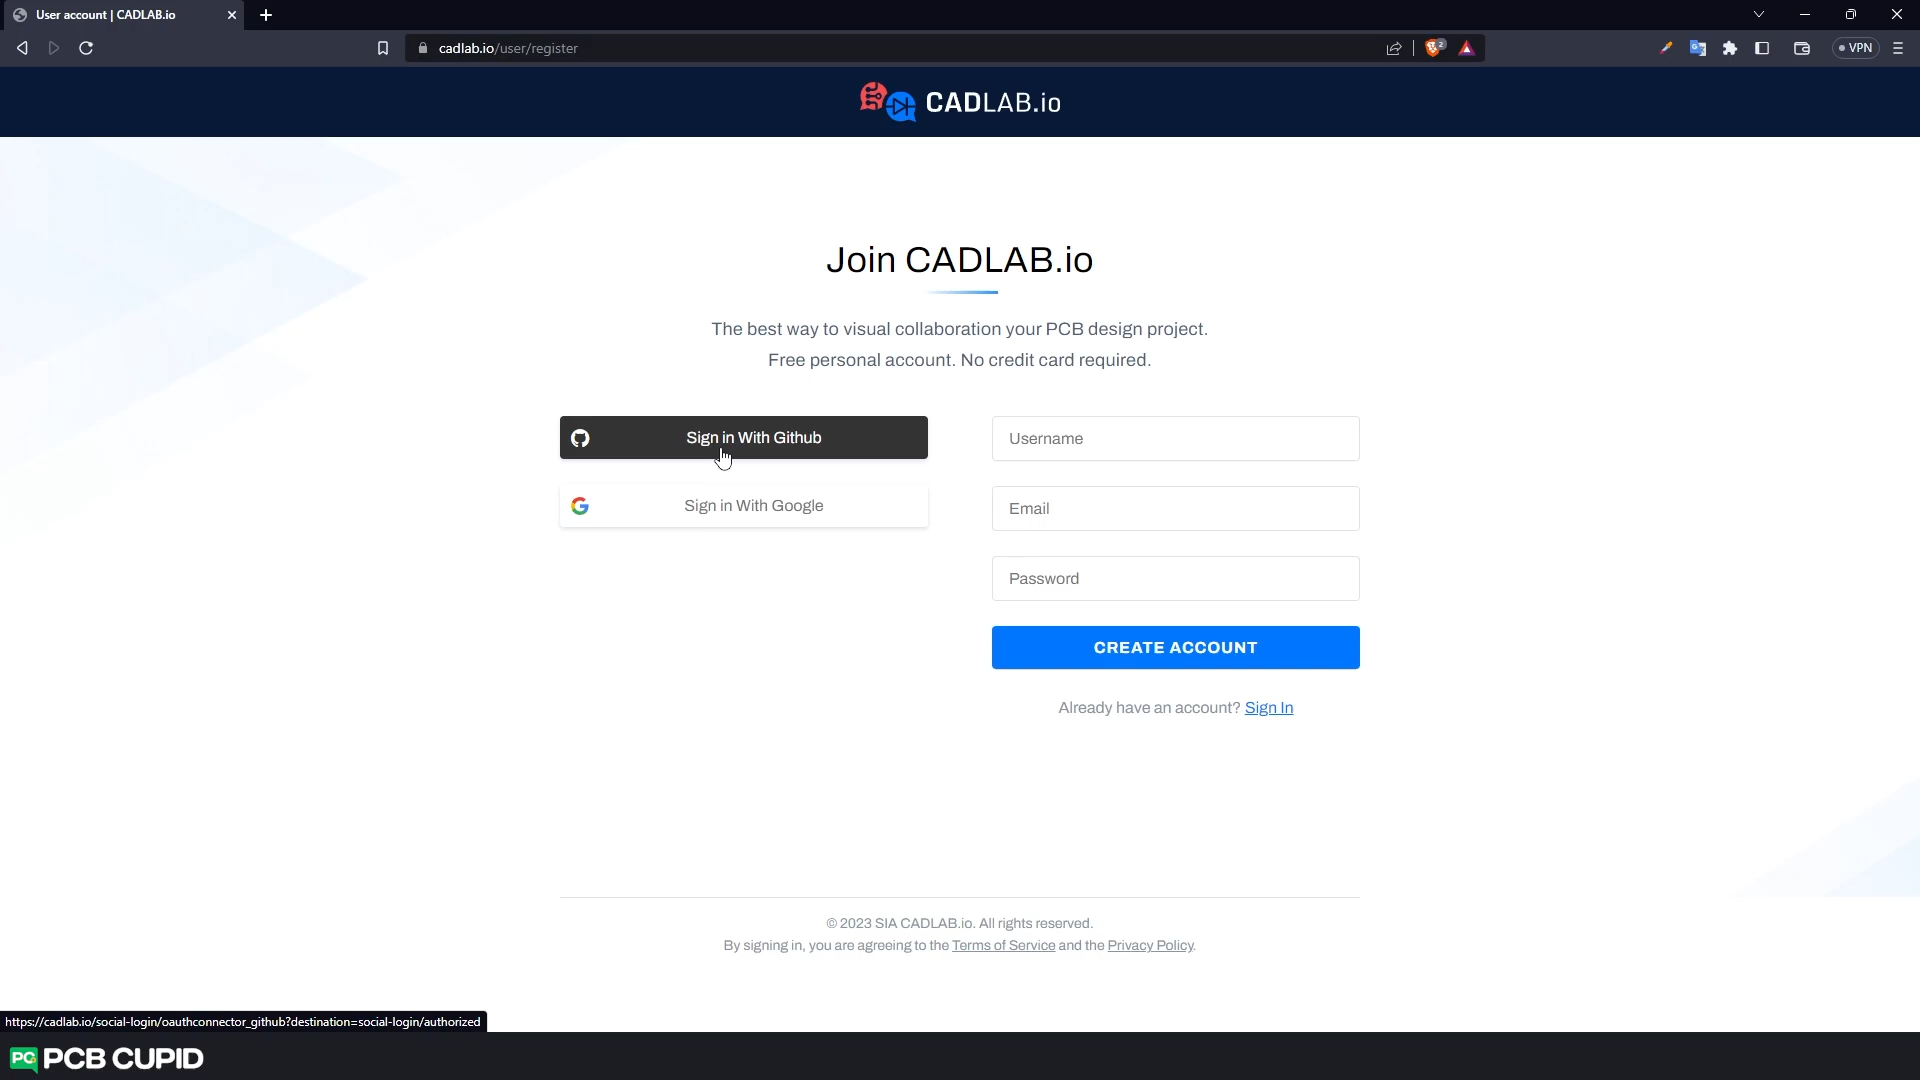 User account | CADLAB.io
cadlab.io/user/register
2
VPN
CADLAB.io
Join CADLAB.io
The best way to visual collaboration your PCB design project.
Free personal account. No credit card required.
Sign in With Github
Sign in With Google
Username
Email
Password
CREATE ACCOUNT
Already have an account? Sign In
© 2023 SIA CADLAB.io. All rights reserved.
By signing in, you are agreeing to the Terms of Service and the Privacy Policy.
https://cadlab.io/social-login/oauthconnector_github?destination=social-login/authorized
PC PCB CUPID